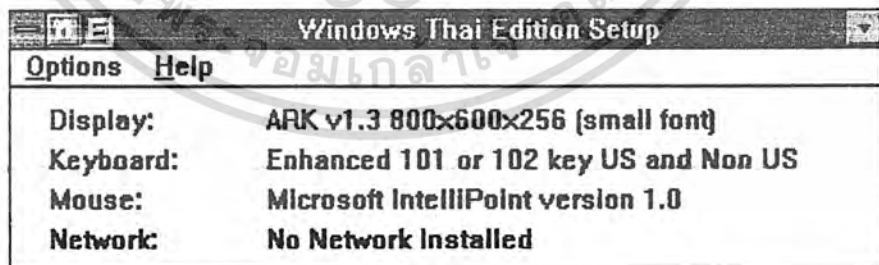 Windows Thai Edition Setup
Options Help
Display: ARK v1.3 800x600x256 (small font)
Keyboard: Enhanced 101 or 102 key US and Non US
Mouse: Microsoft IntelliPoint version 1.0
Network: No Network Installed